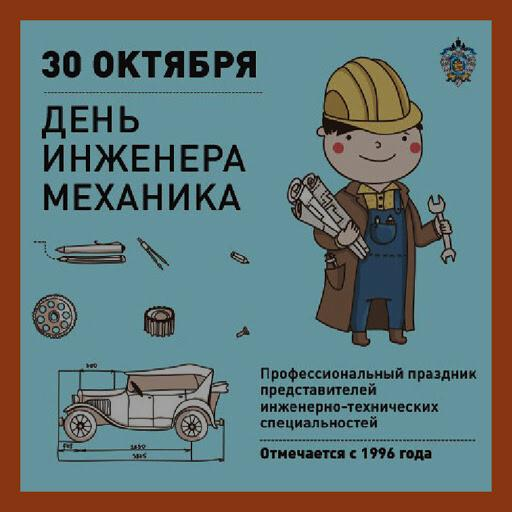 30 ОКТЯБРЯ
ДЕНЬ
ИНЖЕНЕРА
МЕХАНИКА
Профессиональный праздник
представителей
инженерно-технических
специальностей
Отмечается с 1996 года